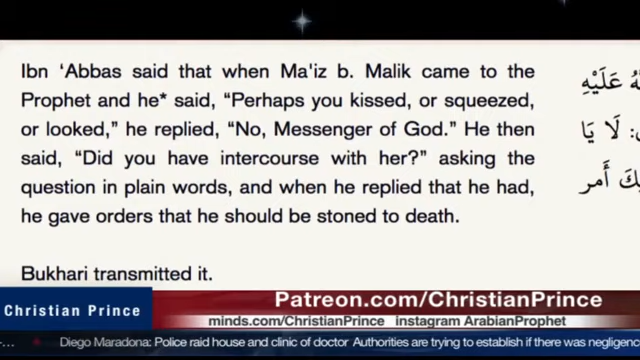 Ibn ‘Abbas said that when Ma'iz b. Malik came to the
Prophet and he* said, “Perhaps you kissed, or squeezed,
or looked,” he replied, “No, Messenger of God.” He then
said, “Did you have intercourse with her?” asking the
question in plain words, and when he replied that he had,
he gave orders that he should be stoned to death.
عَلَيْهِ
لَا يَا
أَمر
Bukhari transmitted it.
Christian Prince
Patreon.com/ChristianPrince
minds.com/ChristianPrince instagram ArabianProphet
Diego Maradona: Police raid house and clinic of doctor Authorities are trying to establish if there was negligenc